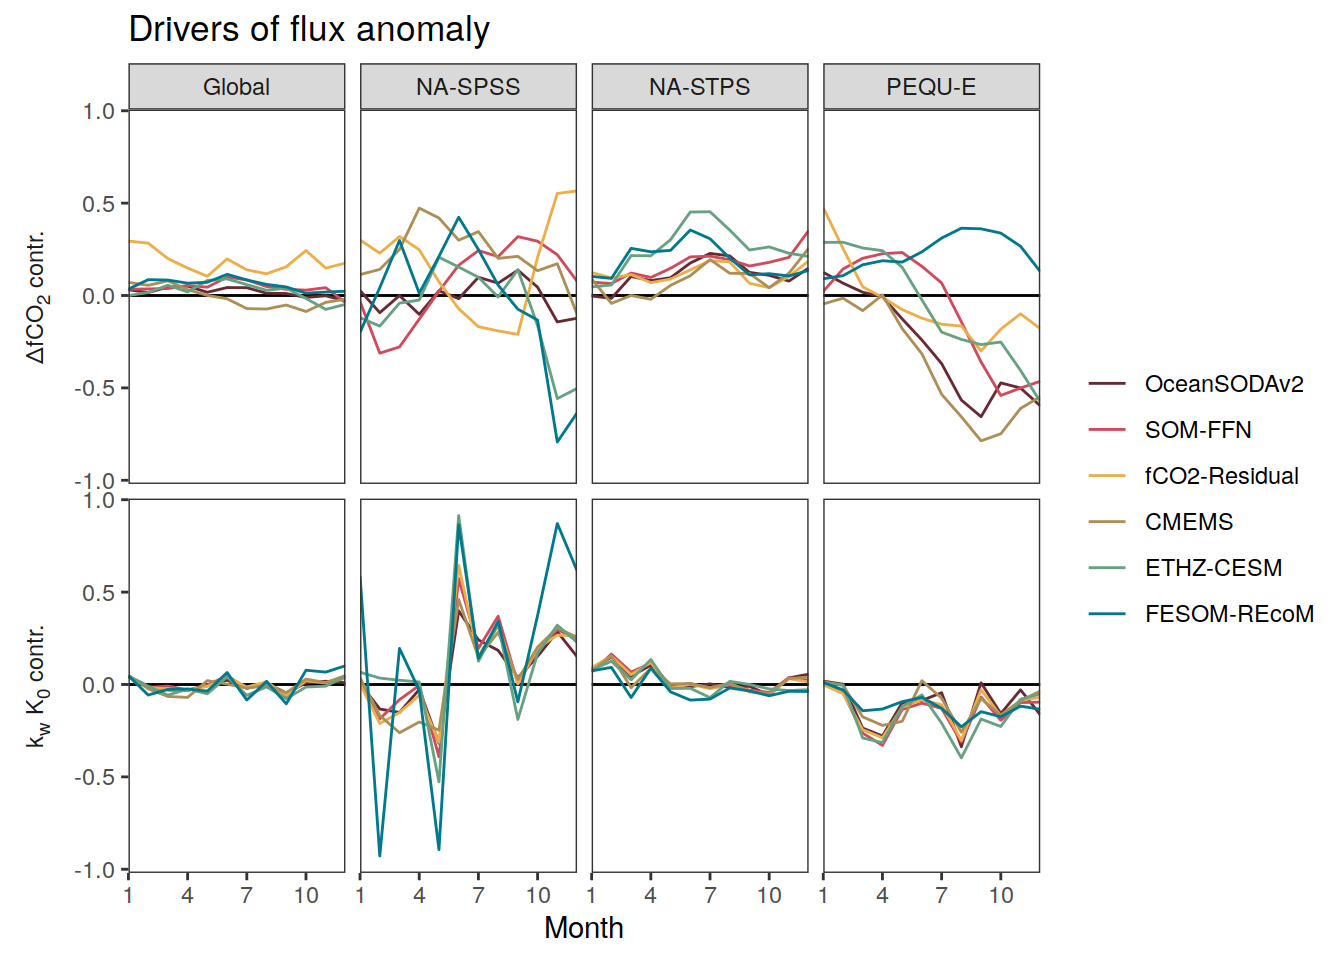 Drivers of flux anomaly
Global NA-SPSS NA-STPS PEQU-E
ΔfCO₂ contr.
1.0
0.5
0.0
-0.5
-1.0
kw K₀ contr.
1.0
0.5
0.0
-0.5
-1.0
1 4 7 10 1 4 7 10 1 4 7 10 1 4 7 10
Month
OceanSODAv2
SOM-FFN
fCO2-Residual
CMEMS
ETHZ-CESM
FESOM-REcoM